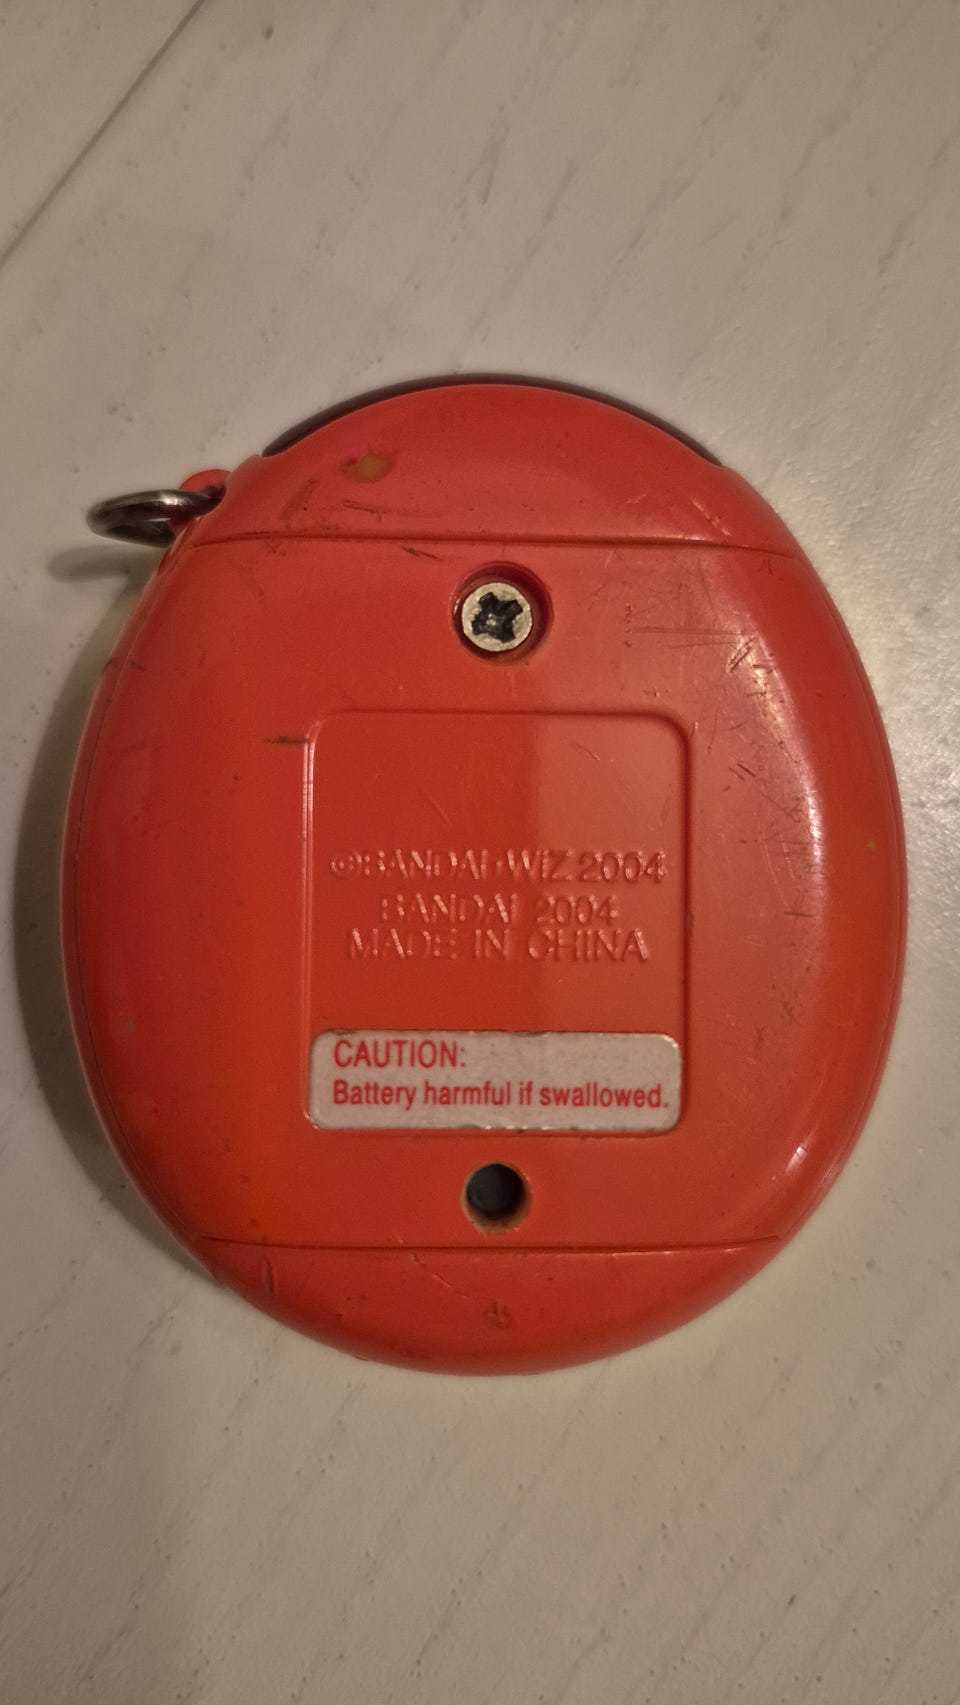 ©BANDAI•WiZ 2004
BANDAI 2004
MADE IN CHINA
CAUTION:
Battery harmful if swallowed.